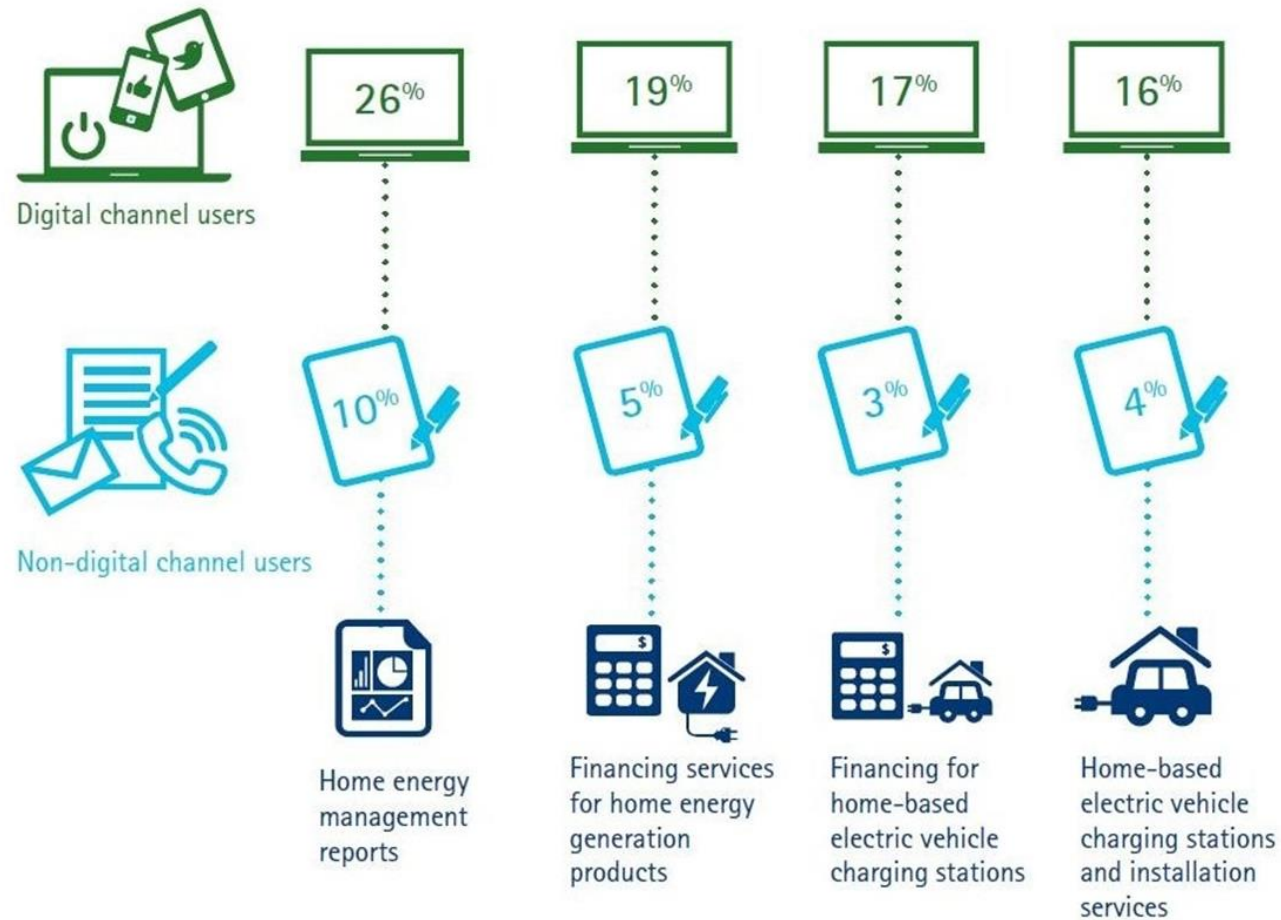 26%
19%
17%
16%
Digital channel users
10%
5%
3%
4%
Non-digital channel users
$
$
Home energy
management
reports
Financing services
for home energy
generation
products
Financing for
home-based
electric vehicle
charging stations
Home-based
electric vehicle
charging stations
and installation
services